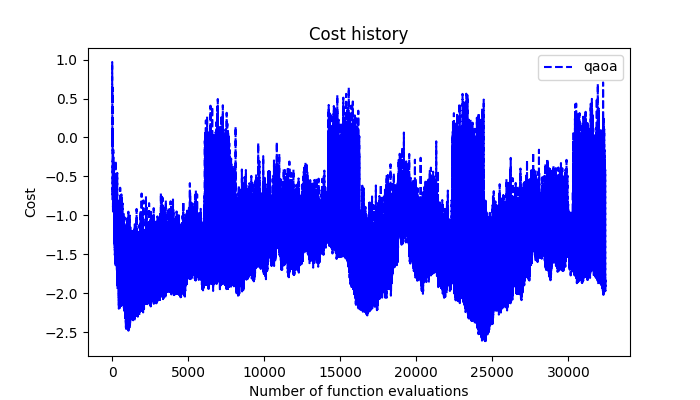 Cost history
qaoa
1.0
0.5
0.0
−0.5
−1.0
−1.5
−2.0
−2.5
Cost
0 5000 10000 15000 20000 25000 30000
Number of function evaluations